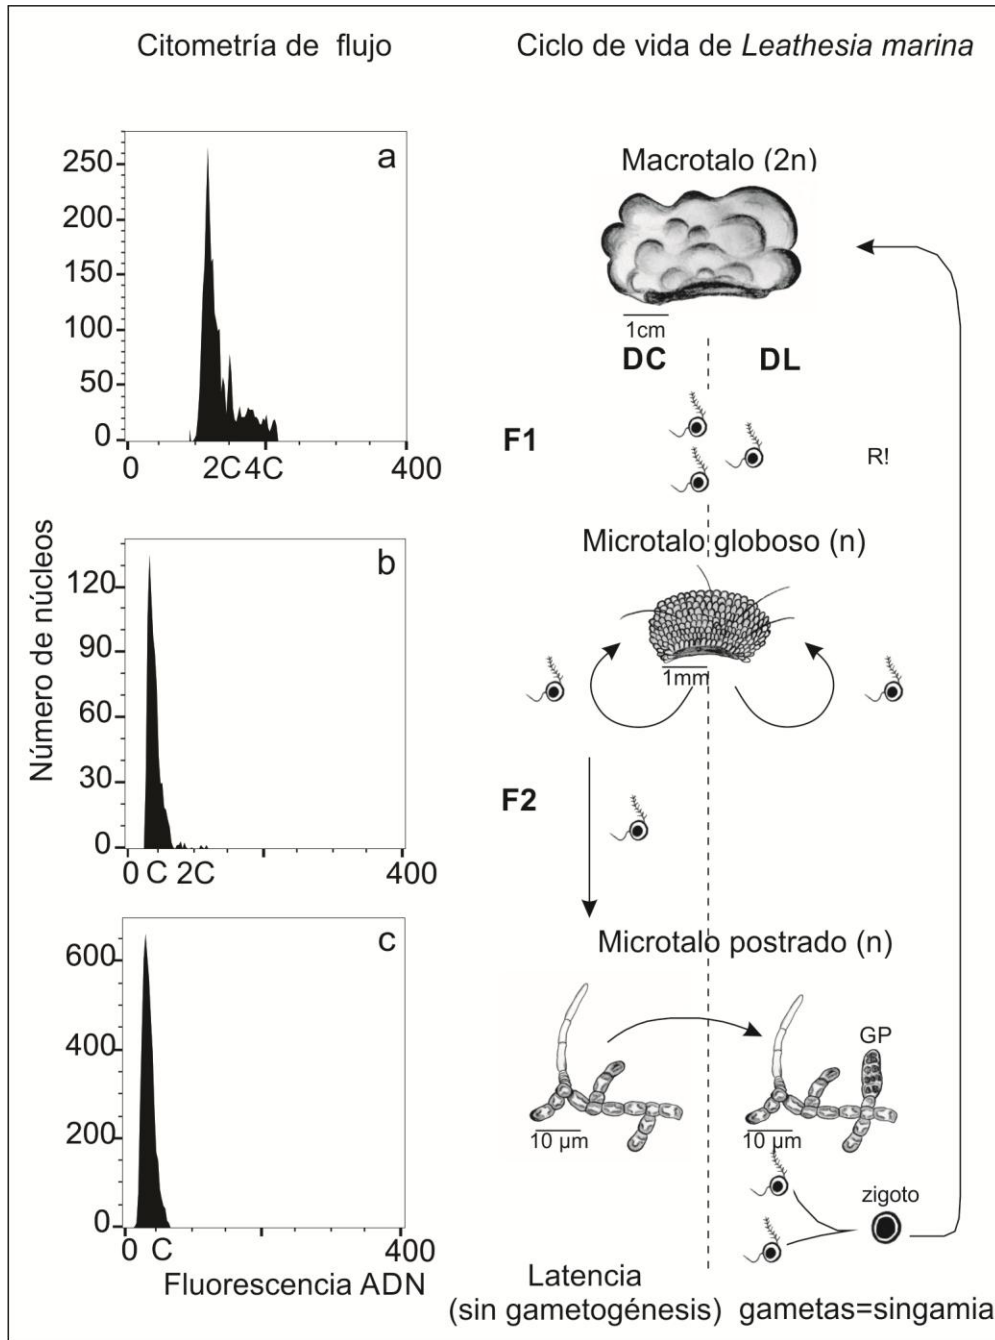 Citometría de flujo
Ciclo de vida de Leathesia marina
a
250
200
150
100
50
0
0
2C
4C
400
Número de núcleos
b
120
90
60
30
0
0
C
2C
400
c
600
400
200
0
0
C
400
Fluorescencia ADN
Macrotalo (2n)
1cm
DC
DL
F1
R!
Microtalo globoso (n)
1mm
F2
Microtalo postrado (n)
GP
10 µm
10 µm
zigoto
Latencia
(sin gametogénesis)
gametas=singamia